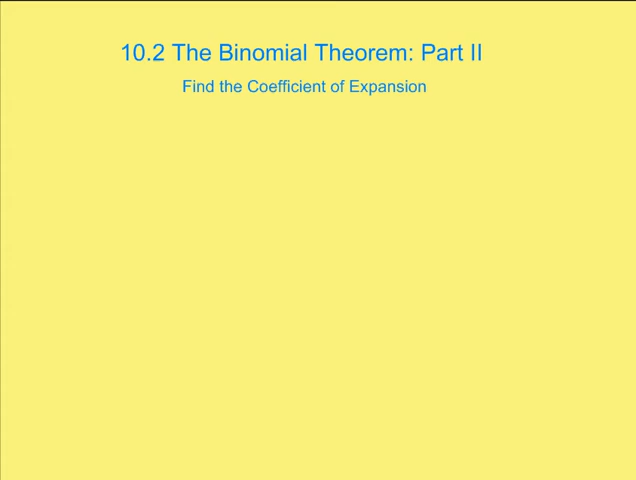 10.2 The Binomial Theorem: Part II
Find the Coefficient of Expansion